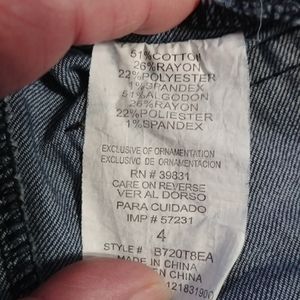 51%COTTON
26%RAYON
22%POLYESTER
1%SPANDEX
51%ALGODON
26%RAYON
22%POLIESTER
1%SPANDEX
EXCLUSIVE OF ORNAMENTATION
EXCLUSIVO DE ORNAMENTACION
RN # 39831
CARE ON REVERSE
VER AL DORSO
PARA CUIDADO
IMP # 57231
4
STYLE # B720T8EA
MADE IN CHINA
EN CHINA